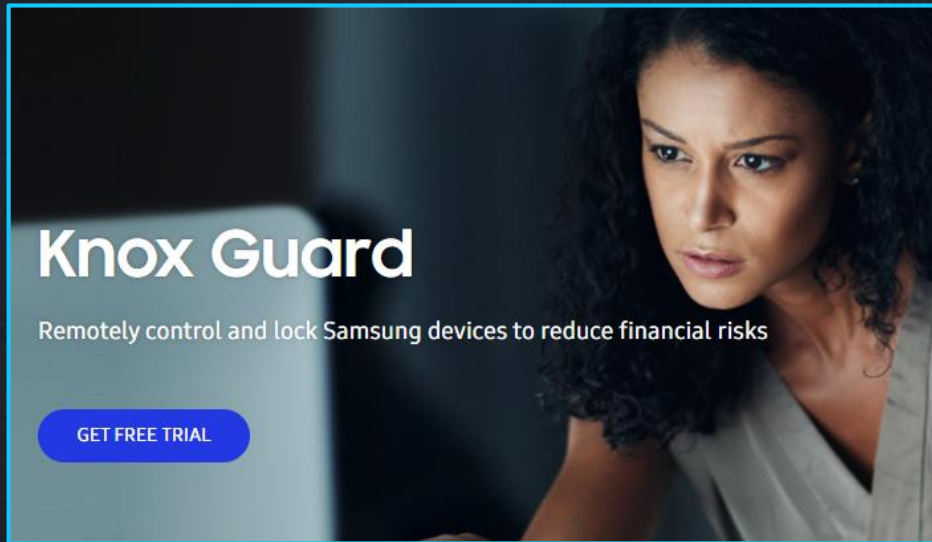 Knox Guard
Remotely control and lock Samsung devices to reduce financial risks
GET FREE TRIAL